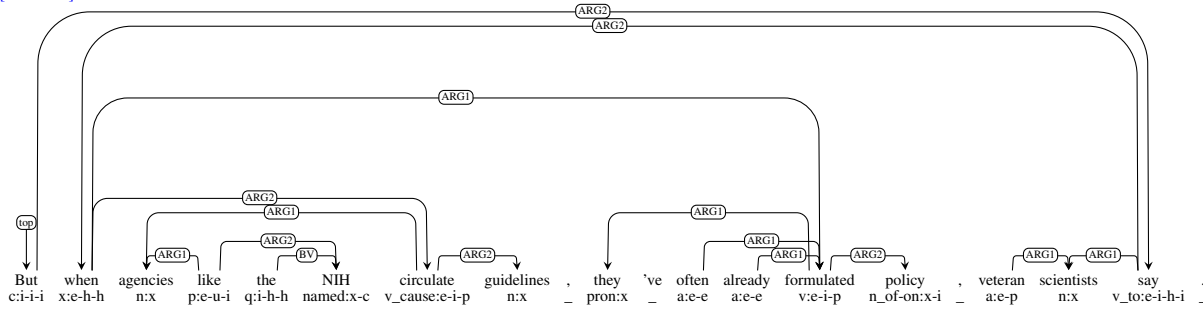 ARG2
ARG2
ARG1
ARG2
ARG1 ARG1
top
ARG2 ARG1
ARG1 BV ARG2 ARG1 ARG2 ARG1 ARG1
But when agencies like the NIH circulate guidelines , they 've often already formulated policy , veteran scientists say .
c:i-i-i x:e-h-h n:x p:e-u-i q:i-h-h named:x-c v_cause:e-i-p n:x _ pron:x _ a:e-e a:e-e v:e-i-p n_of-on:x-i _ a:e-p n:x v_to:e-i-h-i _